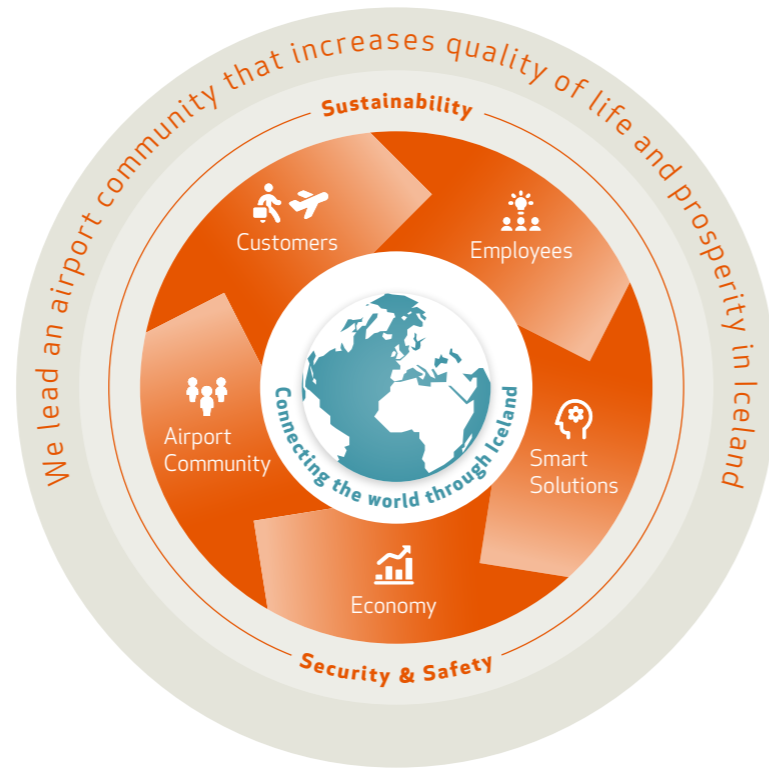 We lead an airport community that increases quality of life and prosperity in Iceland
Sustainability
Customers
Employees
Airport
Community
Smart
Solutions
Connecting the world through Iceland
Economy
Security & Safety